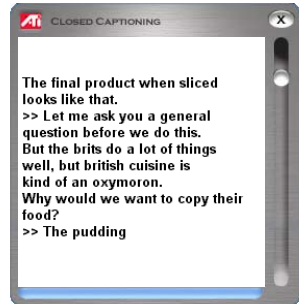 ATi CLOSED CAPTIONING X
The final product when sliced
looks like that.
>> Let me ask you a general
question before we do this.
But the brits do a lot of things
well, but british cuisine is
kind of an oxymoron.
Why would we want to copy their
food?
>> The pudding